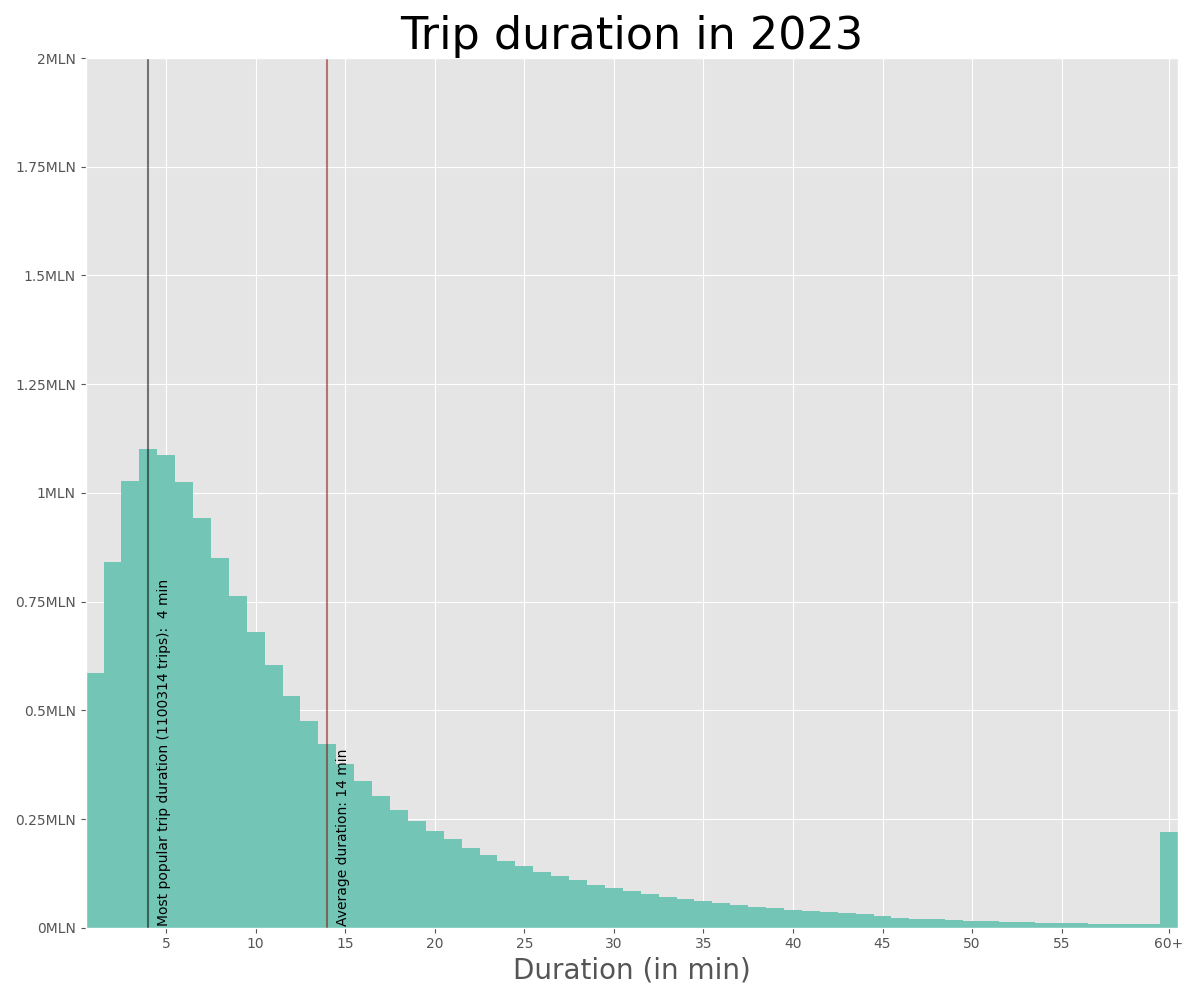 Trip duration in 2023
2MLN
1.75MLN
1.5MLN
1.25MLN
1MLN
0.75MLN
0.5MLN
0.25MLN
0MLN
Most popular trip duration (1100314 trips):  4 min
Average duration: 14 min
5 10 15 20 25 30 35 40 45 50 55 60+
Duration (in min)